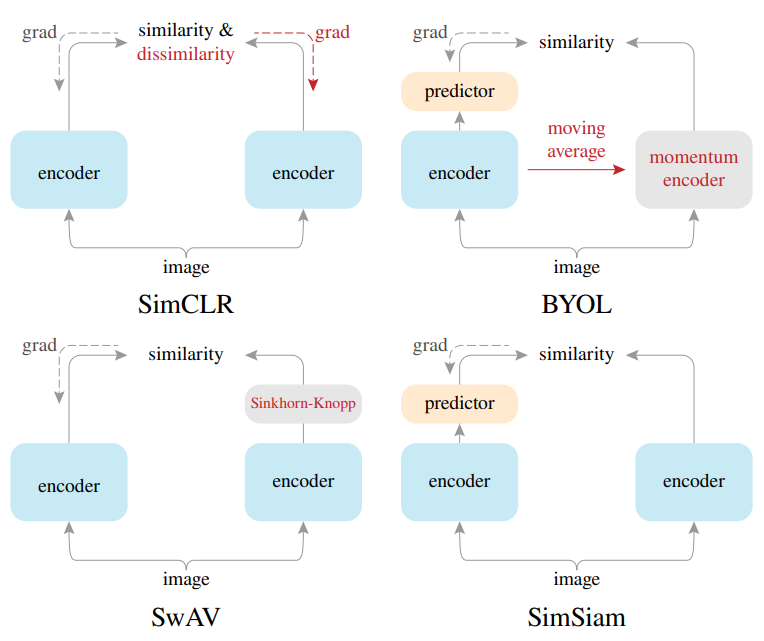 grad
similarity &
dissimilarity
grad
encoder
encoder
image
SimCLR
grad
similarity
predictor
encoder
moving
average
momentum
encoder
image
BYOL
grad
similarity
Sinkhorn-Knopp
encoder
encoder
image
SwAV
grad
similarity
predictor
encoder
encoder
image
SimSiam